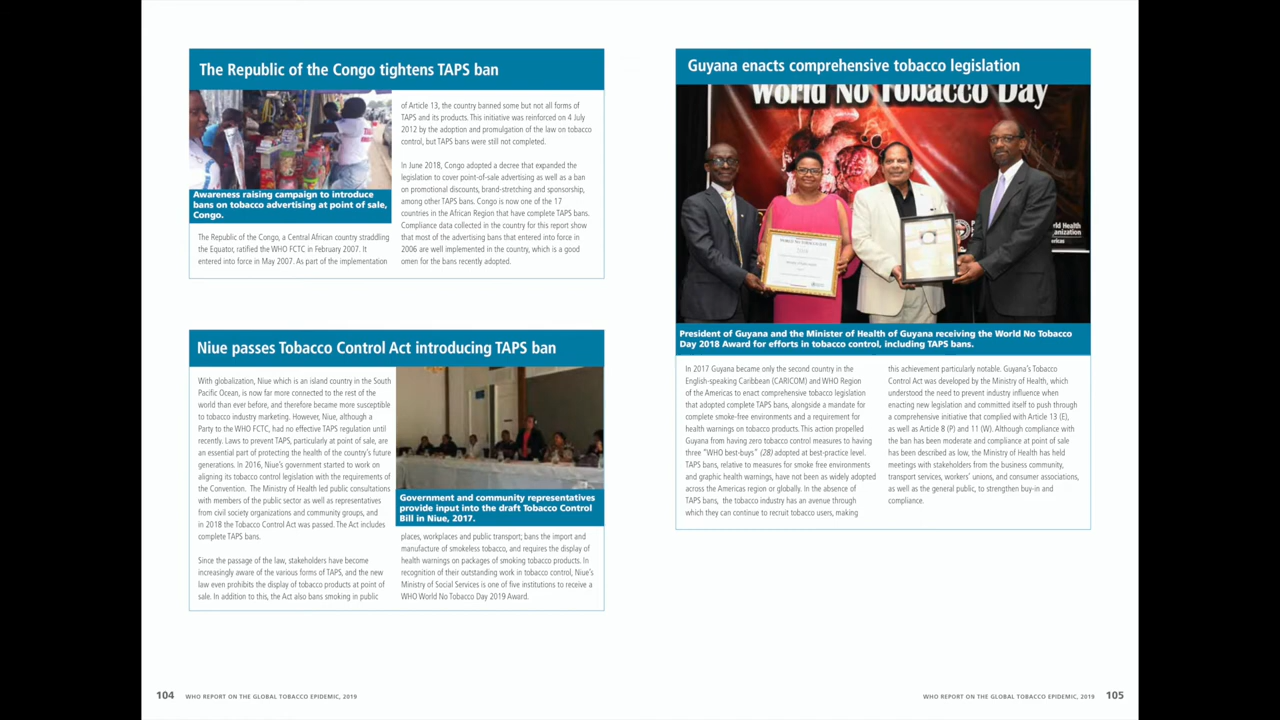 The Republic of the Congo tightens TAPS ban
Awareness raising campaign to introduce
bans on tobacco advertising at point of sale,
Congo.
The Republic of the Congo, a Central African country straddling
the Equator, ratified the WHO FCTC in February 2007. It
entered into force in May 2007. As part of the implementation
of Article 13, the country banned some but not all forms of
TAPS and its products. This initiative was reinforced on 4 July
2012 by the adoption and promulgation of the law on tobacco
control, but TAPS bans were still not completed.
In June 2018, Congo adopted a decree that expanded the
legislation to cover point-of-sale advertising as well as a ban
on promotional discounts, brand-stretching and sponsorship,
among other TAPS bans. Congo is now one of the 17
countries in the African Region that have complete TAPS bans.
Compliance data collected in the country for this report show
that most of the advertising bans that entered into force in
2006 are well implemented in the country, which is a good
omen for the bans recently adopted.
Niue passes Tobacco Control Act introducing TAPS ban
With globalization, Niue which is an island country in the South
Pacific Ocean, is now far more connected to the rest of the
world than ever before, and therefore became more susceptible
to tobacco industry marketing. However, Niue, although a
Party to the WHO FCTC, had no effective TAPS regulation until
recently. Laws to prevent TAPS, particularly at point of sale, are
an essential part of protecting the health of the country's future
generations. In 2016, Niue's government started to work on
aligning its tobacco control legislation with the requirements of
the Convention. The Ministry of Health led public consultations
with members of the public sector as well as representatives
from civil society organizations and community groups, and
in 2018 the Tobacco Control Act was passed. The Act includes
complete TAPS bans.
Since the passage of the law, stakeholders have become
increasingly aware of the various forms of TAPS, and the new
law even prohibits the display of tobacco products at point of
sale. In addition to this, the Act also bans smoking in public
Government and community representatives
provide input into the draft Tobacco Control
Bill in Niue, 2017.
places, workplaces and public transport; bans the import and
manufacture of smokeless tobacco, and requires the display of
health warnings on packages of smoking tobacco products. In
recognition of their outstanding work in tobacco control, Niue's
Ministry of Social Services is one of five institutions to receive a
WHO World No Tobacco Day 2019 Award.
104 WHO REPORT ON THE GLOBAL TOBACCO EPIDEMIC, 2019
Guyana enacts comprehensive tobacco legislation
World No Tobacco Day
WORLD NO TOBACCO DAY
rld Health
ganization
ericas
President of Guyana and the Minister of Health of Guyana receiving the World No Tobacco
Day 2018 Award for efforts in tobacco control, including TAPS bans.
In 2017 Guyana became only the second country in the
English-speaking Caribbean (CARICOM) and WHO Region
of the Americas to enact comprehensive tobacco legislation
that adopted complete TAPS bans, alongside a mandate for
complete smoke-free environments and a requirement for
health warnings on tobacco products. This action propelled
Guyana from having zero tobacco control measures to having
three "WHO best-buys" (28) adopted at best-practice level.
TAPS bans, relative to measures for smoke free environments
and graphic health warnings, have not been as widely adopted
across the Americas region or globally. In the absence of
TAPS bans, the tobacco industry has an avenue through
which they can continue to recruit tobacco users, making
this achievement particularly notable. Guyana's Tobacco
Control Act was developed by the Ministry of Health, which
understood the need to prevent industry influence when
enacting new legislation and committed itself to push through
a comprehensive initiative that complied with Article 13 (E),
as well as Article 8 (P) and 11 (W). Although compliance with
the ban has been moderate and compliance at point of sale
has been described as low, the Ministry of Health has held
meetings with stakeholders from the business community,
transport services, workers' unions, and consumer associations,
as well as the general public, to strengthen buy-in and
compliance.
WHO REPORT ON THE GLOBAL TOBACCO EPIDEMIC, 2019 105